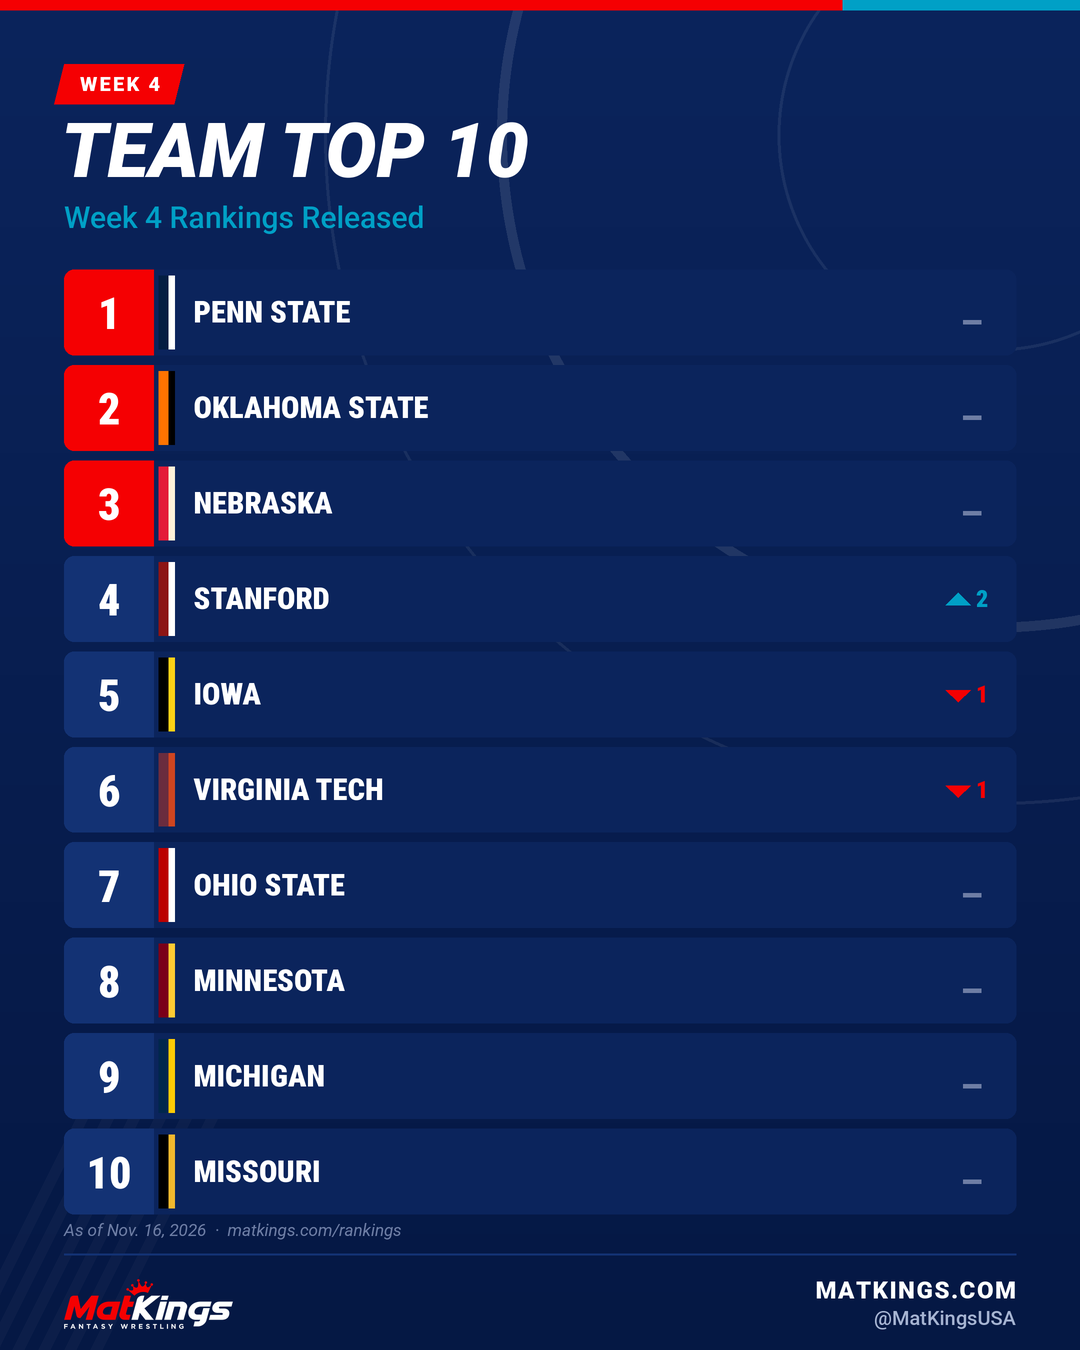 WEEK 4
TEAM TOP 10
Week 4 Rankings Released
1 PENN STATE –
2 OKLAHOMA STATE –
3 NEBRASKA –
4 STANFORD ▲ 2
5 IOWA ▼ 1
6 VIRGINIA TECH ▼ 1
7 OHIO STATE –
8 MINNESOTA –
9 MICHIGAN –
10 MISSOURI –
As of Nov. 16, 2026 · matkings.com/rankings
MatKings
FANTASY WRESTLING
MATKINGS.COM
@MatKingsUSA